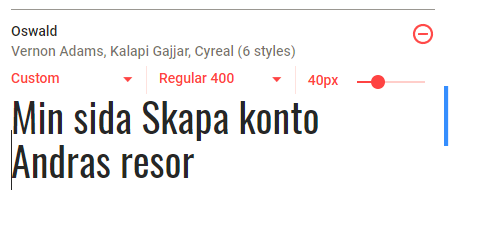 Oswald
Vernon Adams, Kalapi Gajjar, Cyreal (6 styles)
Custom Regular 400 40px
Min sida Skapa konto
Andras resor